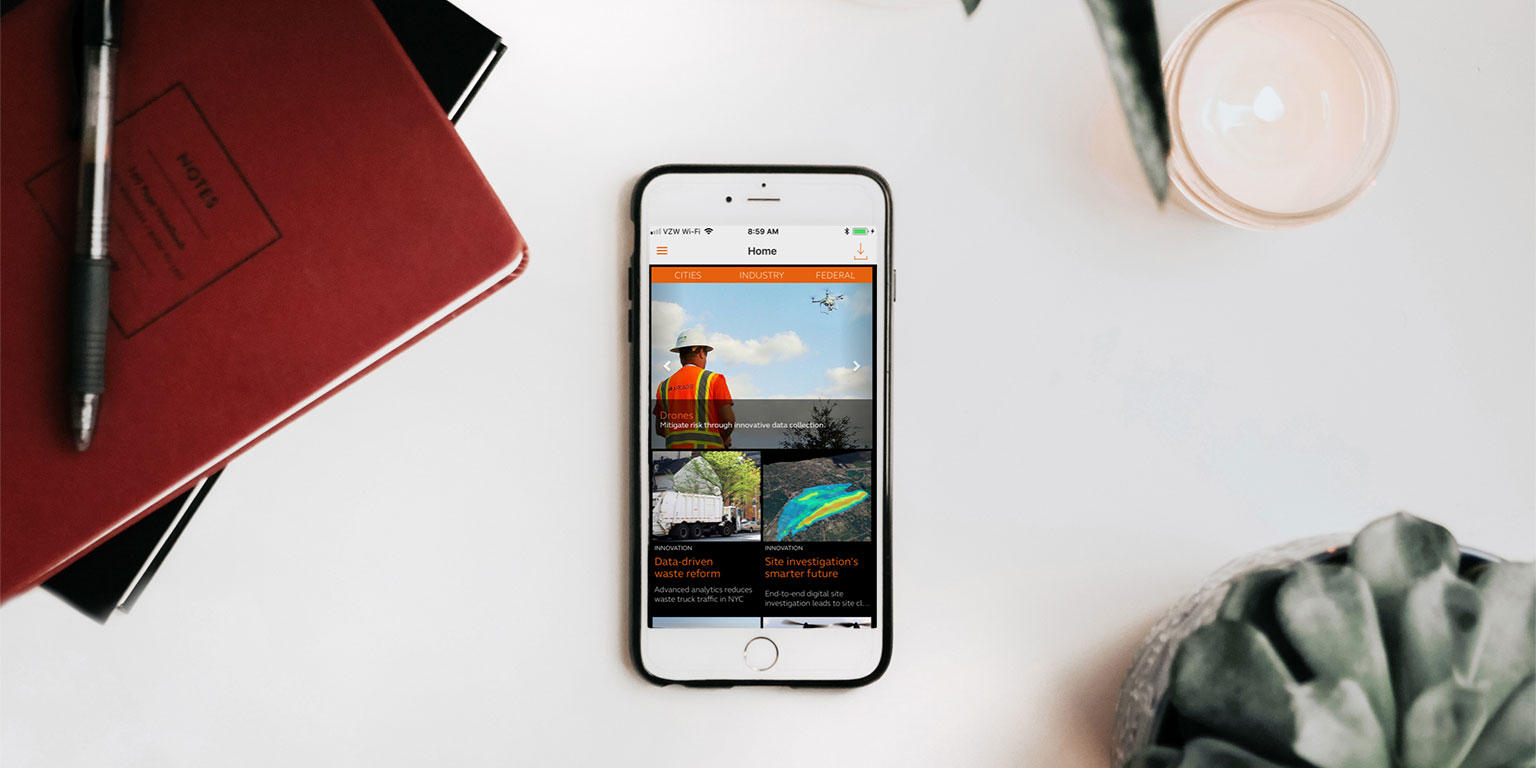 NOTES
VZW Wi-Fi
8:59 AM
Home
CITIES
INDUSTRY
FEDERAL
Drones
Mitigate risk through innovative data collection.
INNOVATION
Data-driven
waste reform
Advanced analytics reduces
waste truck traffic in NYC
INNOVATION
Site investigation's
smarter future
End-to-end digital site
investigation leads to site cl...